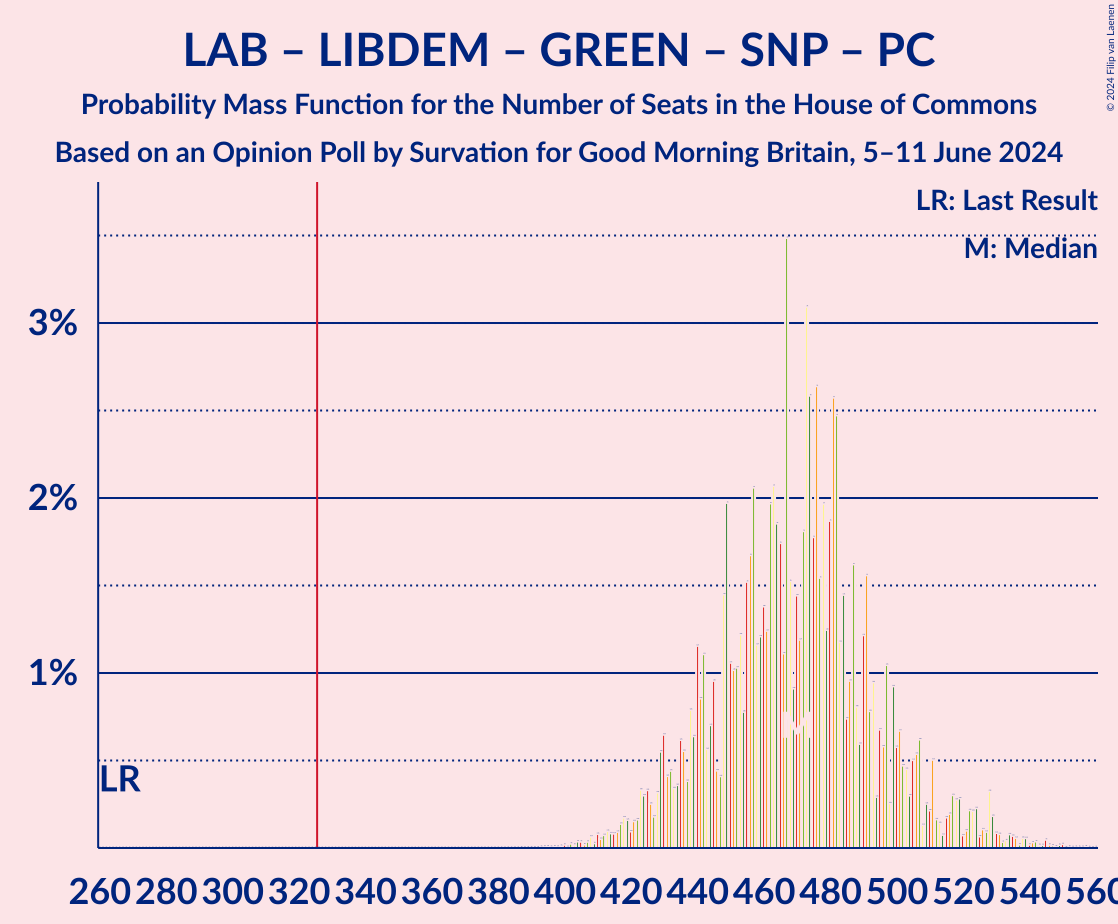 LAB – LIBDEM – GREEN – SNP – PC
Probability Mass Function for the Number of Seats in the House of Commons
Based on an Opinion Poll by Survation for Good Morning Britain, 5–11 June 2024
© 2024 Filip van Laenen
LR: Last Result
M: Median
3%
2%
1%
LR
M
260 280 300 320 340 360 380 400 420 440 460 480 500 520 540 560